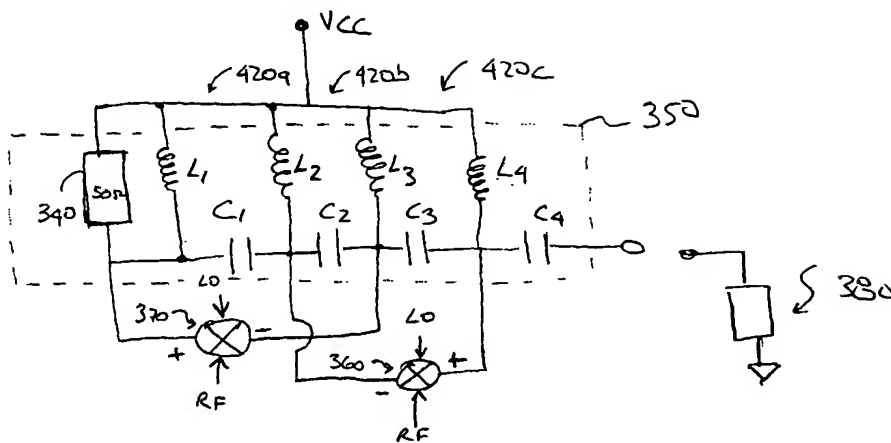 VCC
420a 420b 420c
350
L1 L2 L3 L4
50Ω
340
C1 C2 C3 C4
LO
370
+ -
LO
360
- +
RF
RF
380